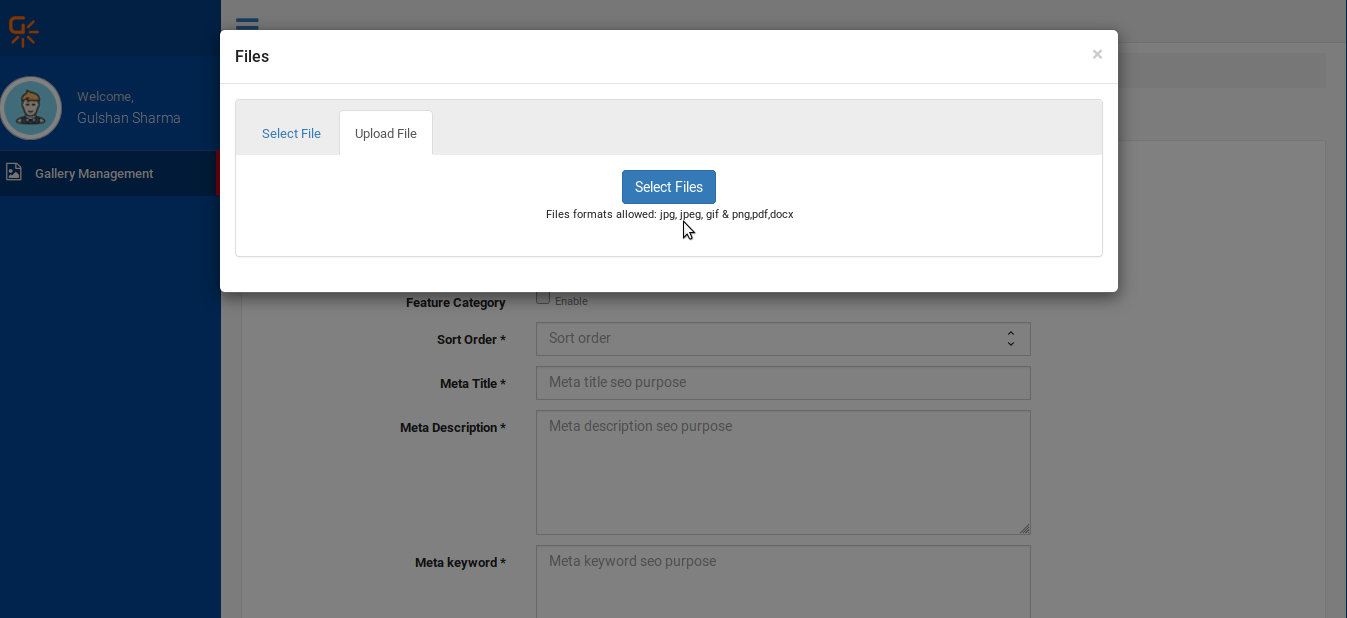 Files
×
Welcome,
Gulshan Sharma
Gallery Management
Select File
Upload File
Select Files
Files formats allowed: jpg, jpeg, gif & png,pdf,docx
Feature Category
Enable
Sort Order *
Sort order
Meta Title *
Meta title seo purpose
Meta Description *
Meta description seo purpose
Meta keyword *
Meta keyword seo purpose